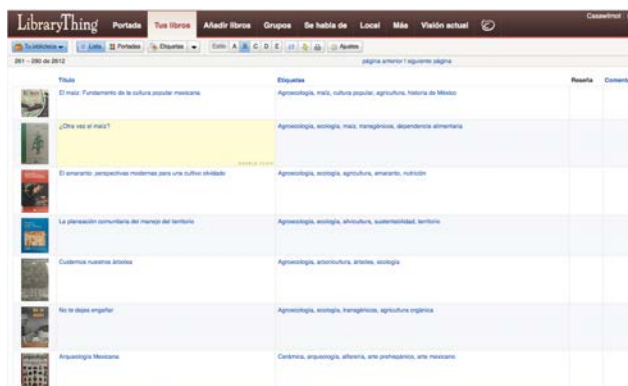 LibraryThing Portada Tus libros Añadir libros Grupos Se habla de Local Más Visión actual
Tu biblioteca Lista Portadas Etiquetas Estilo A B C D E Ajustes
261 – 280 de 2612 página anterior | siguiente página
Título Etiquetas Reseña
El maíz: Fundamento de la cultura popular mexicana Agroecología, maíz, cultura popular, agricultura, historia de México
¿Otra vez el maíz? Agroecología, ecología, maíz, transgénicos, dependencia alimentaria
El amaranto: perspectivas modernas para una cultivo olvidado Agroecología, ecología, agricultura, amaranto, nutrición
La planeación comunitaria del manejo del territorio Agroecología, ecología, silvicultura, sustentabilidad, territorio
Cuidemos nuestros árboles Agroecología, arboricultura, árboles, ecología
No te dejes engañar Agroecología, ecología, transgénicos, agricultura orgánica
Arqueología Mexicana Cerámica, arqueología, alfarería, arte prehispánico, arte mexicano